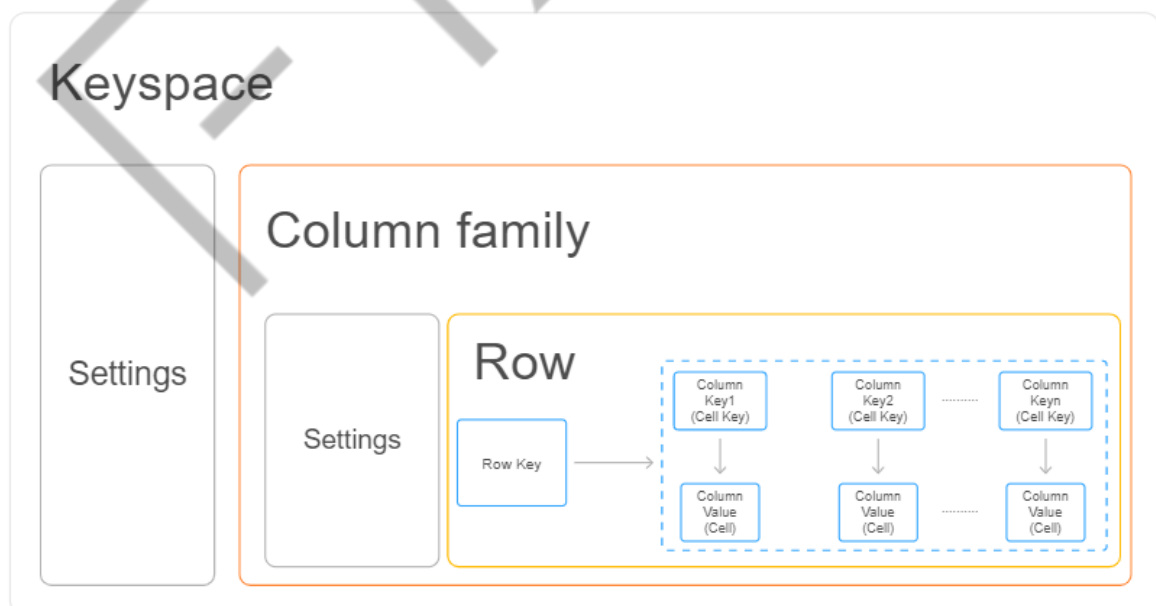 Keyspace
Settings
Column family
Settings
Row
Row Key
Column
Key1
(Cell Key)
Column
Key2
(Cell Key)
..........
Column
Keyn
(Cell Key)
Column
Value
(Cell)
Column
Value
(Cell)
..........
Column
Value
(Cell)